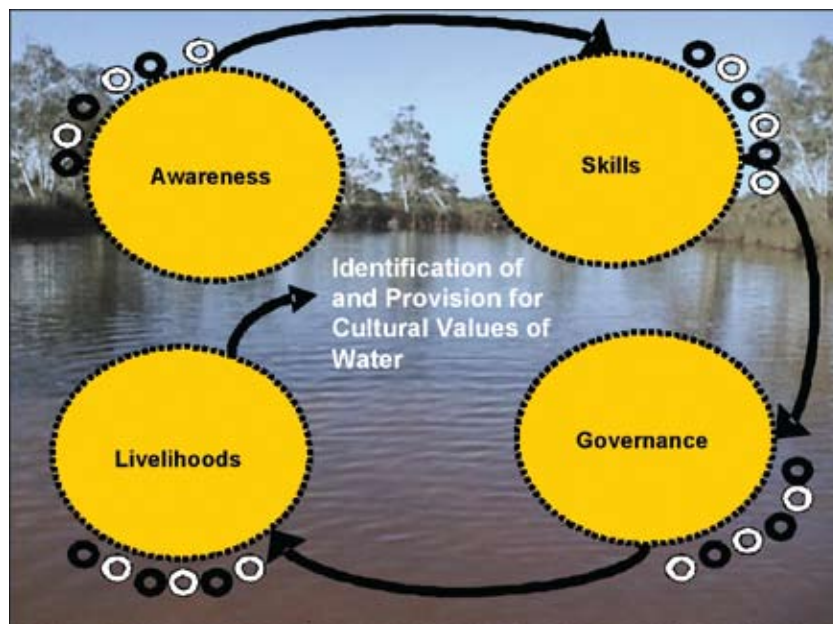 Awareness
Skills
Identification of
and Provision for
Cultural Values of
Water
Livelihoods
Governance